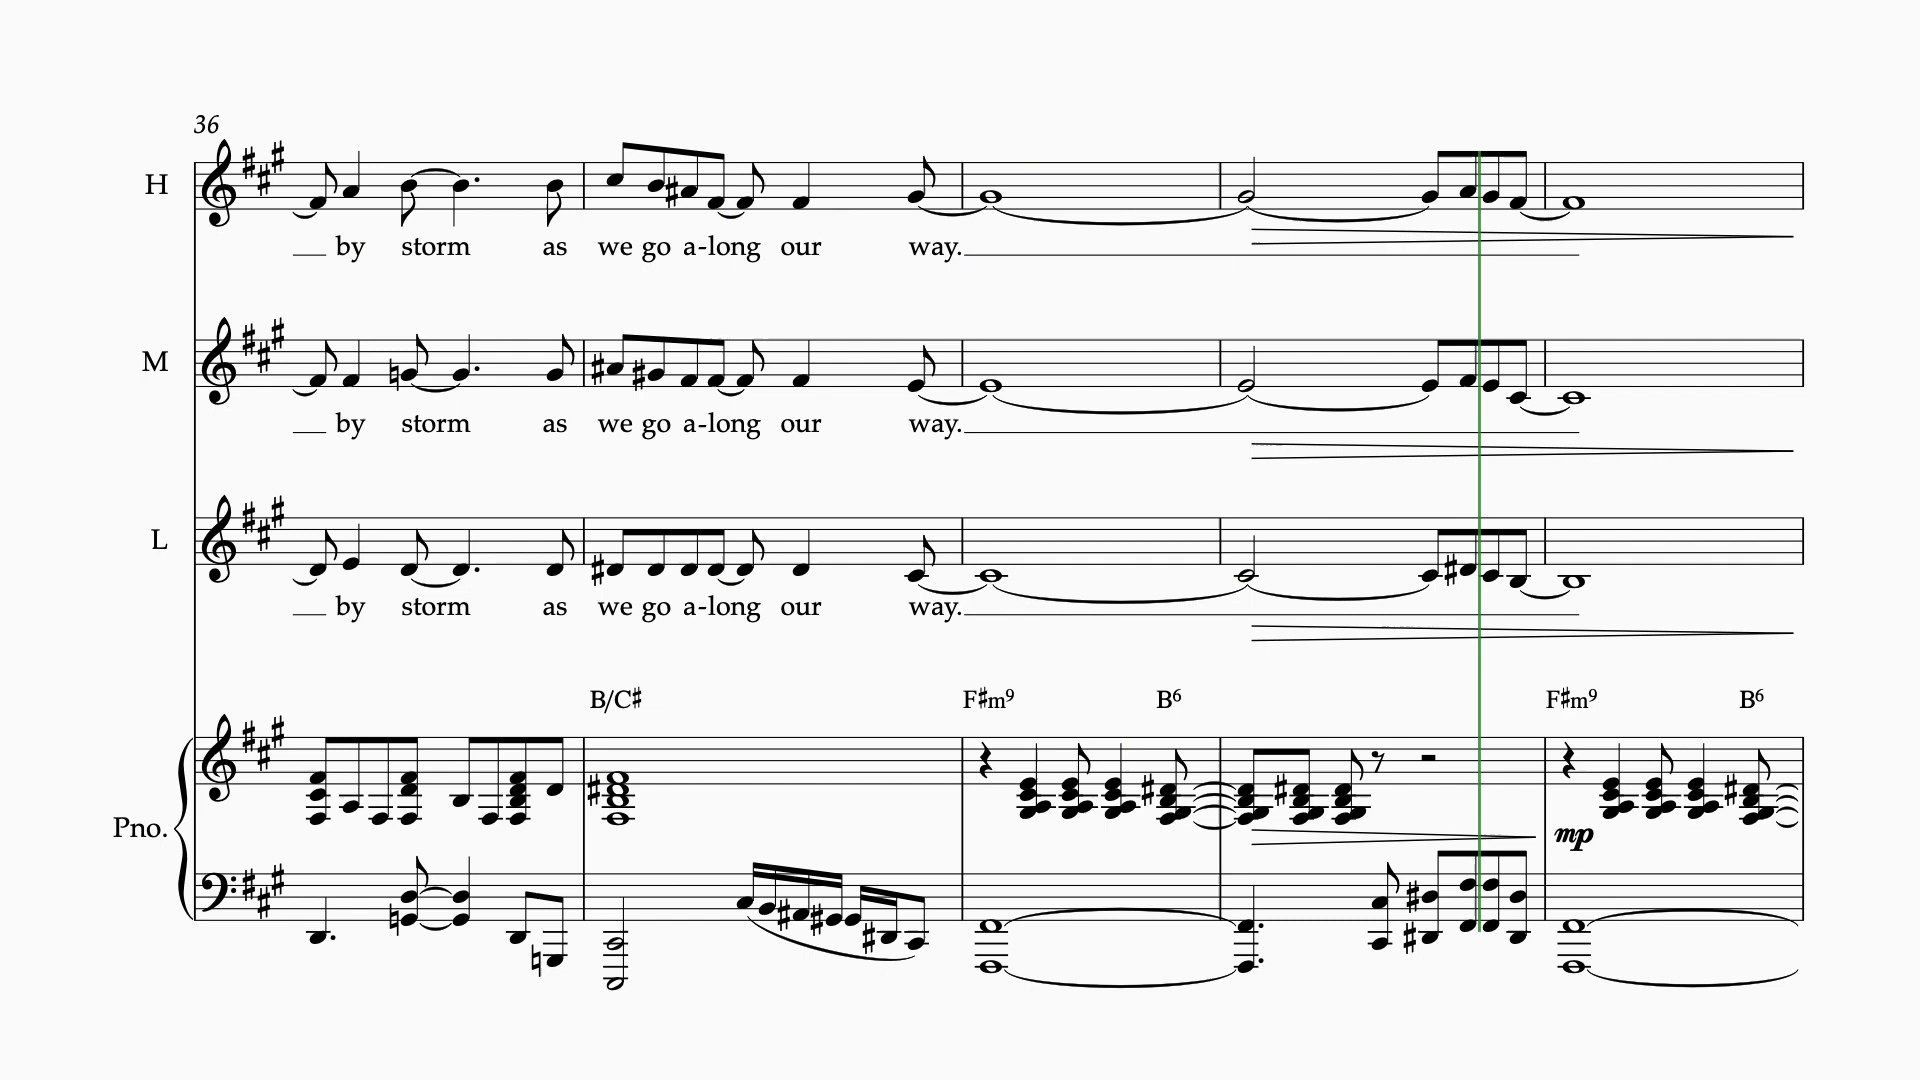 36
H
by storm as we go a-long our way.
M
by storm as we go a-long our way.
L
by storm as we go a-long our way.
B/C♯ F♯m9 B6 F♯m9 B6
Pno.
mp